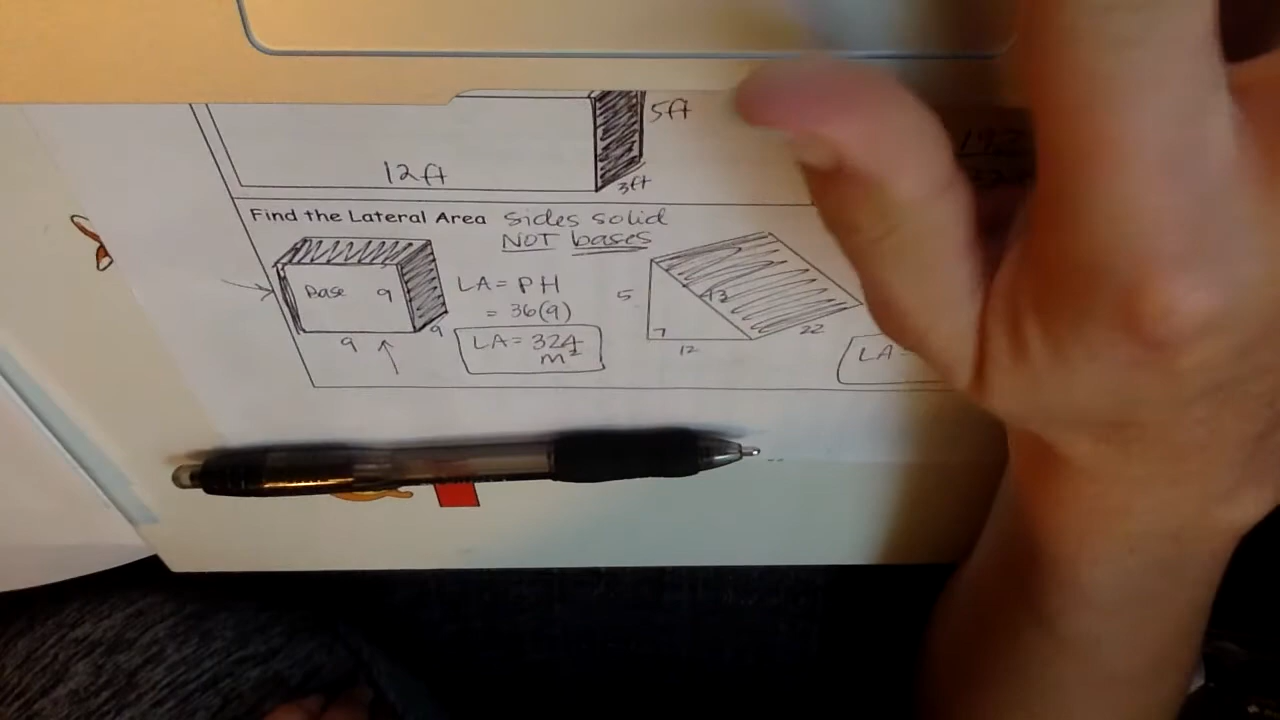 5ft
12ft
3ft
Find the Lateral Area sides solid
NOT bases
Base 9
9
9
LA = PH
= 36(9)
LA = 324
m²
5
13
7
12
22
LA =